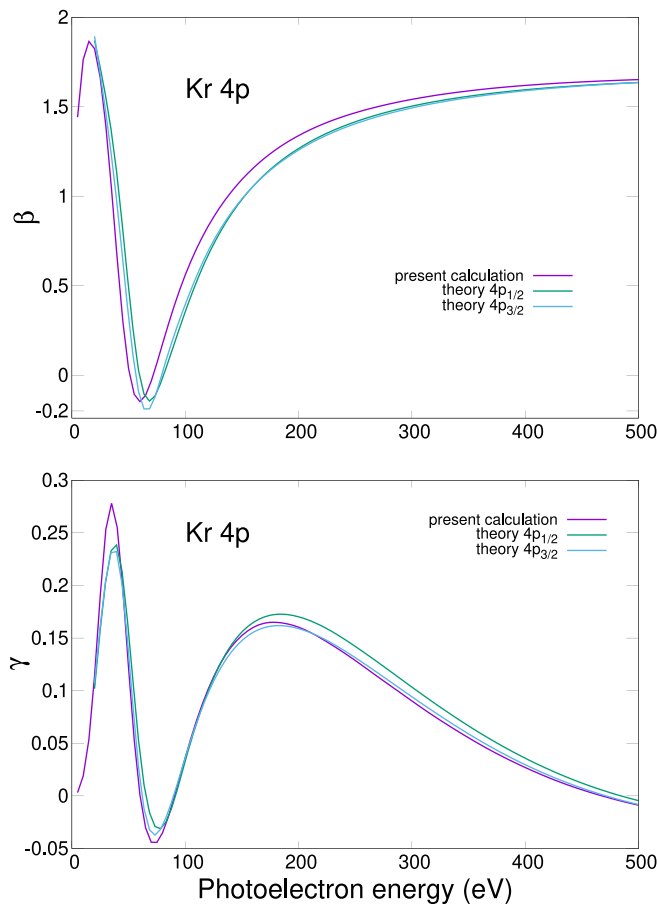 2
Kr 4p
1.5
1
β
present calculation
theory 4p1/2
0.5
theory 4p3/2
0
-0.2
0 100 200 300 400 500
0.3
Kr 4p
present calculation
0.25
theory 4p1/2
theory 4p3/2
0.2
0.15
γ
0.1
0.05
0
-0.05
0 100 200 300 400 500
Photoelectron energy (eV)